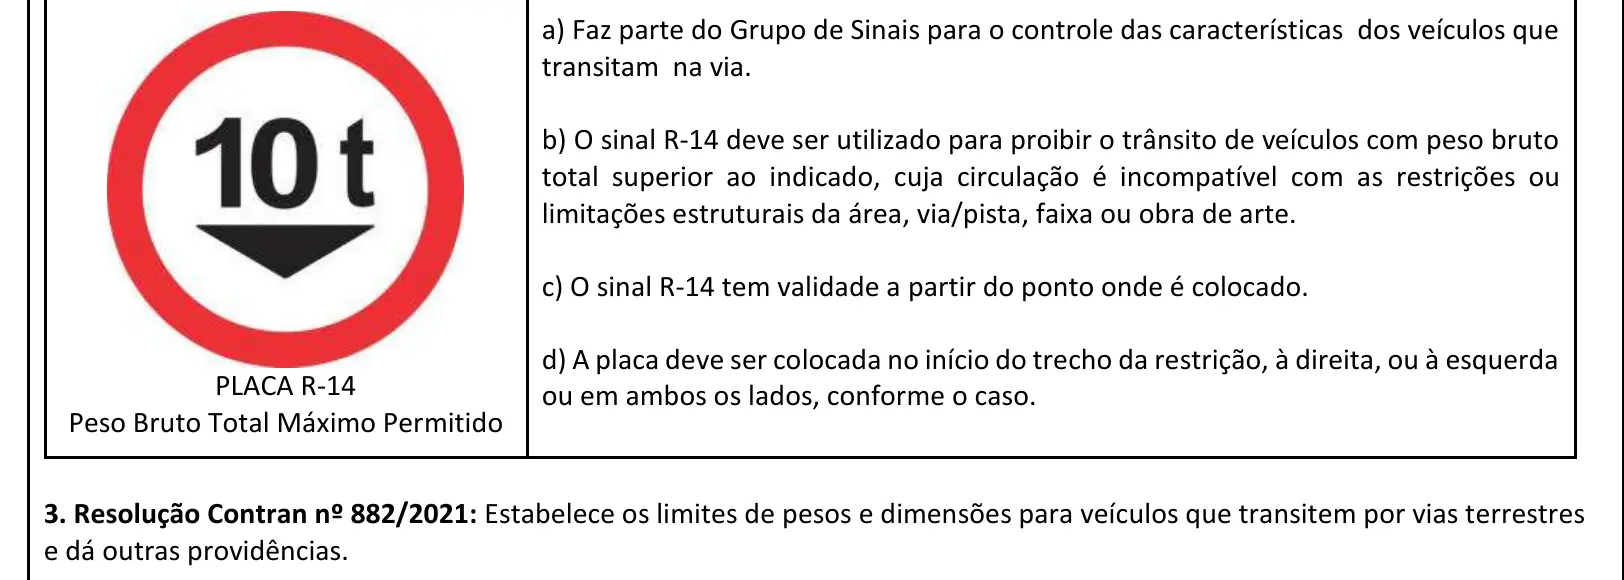 10 t
PLACA R-14
Peso Bruto Total Máximo Permitido
a) Faz parte do Grupo de Sinais para o controle das características dos veículos que
transitam na via.
b) O sinal R-14 deve ser utilizado para proibir o trânsito de veículos com peso bruto
total superior ao indicado, cuja circulação é incompatível com as restrições ou
limitações estruturais da área, via/pista, faixa ou obra de arte.
c) O sinal R-14 tem validade a partir do ponto onde é colocado.
d) A placa deve ser colocada no início do trecho da restrição, à direita, ou à esquerda
ou em ambos os lados, conforme o caso.
3. Resolução Contran nº 882/2021: Estabelece os limites de pesos e dimensões para veículos que transitem por vias terrestres
e dá outras providências.